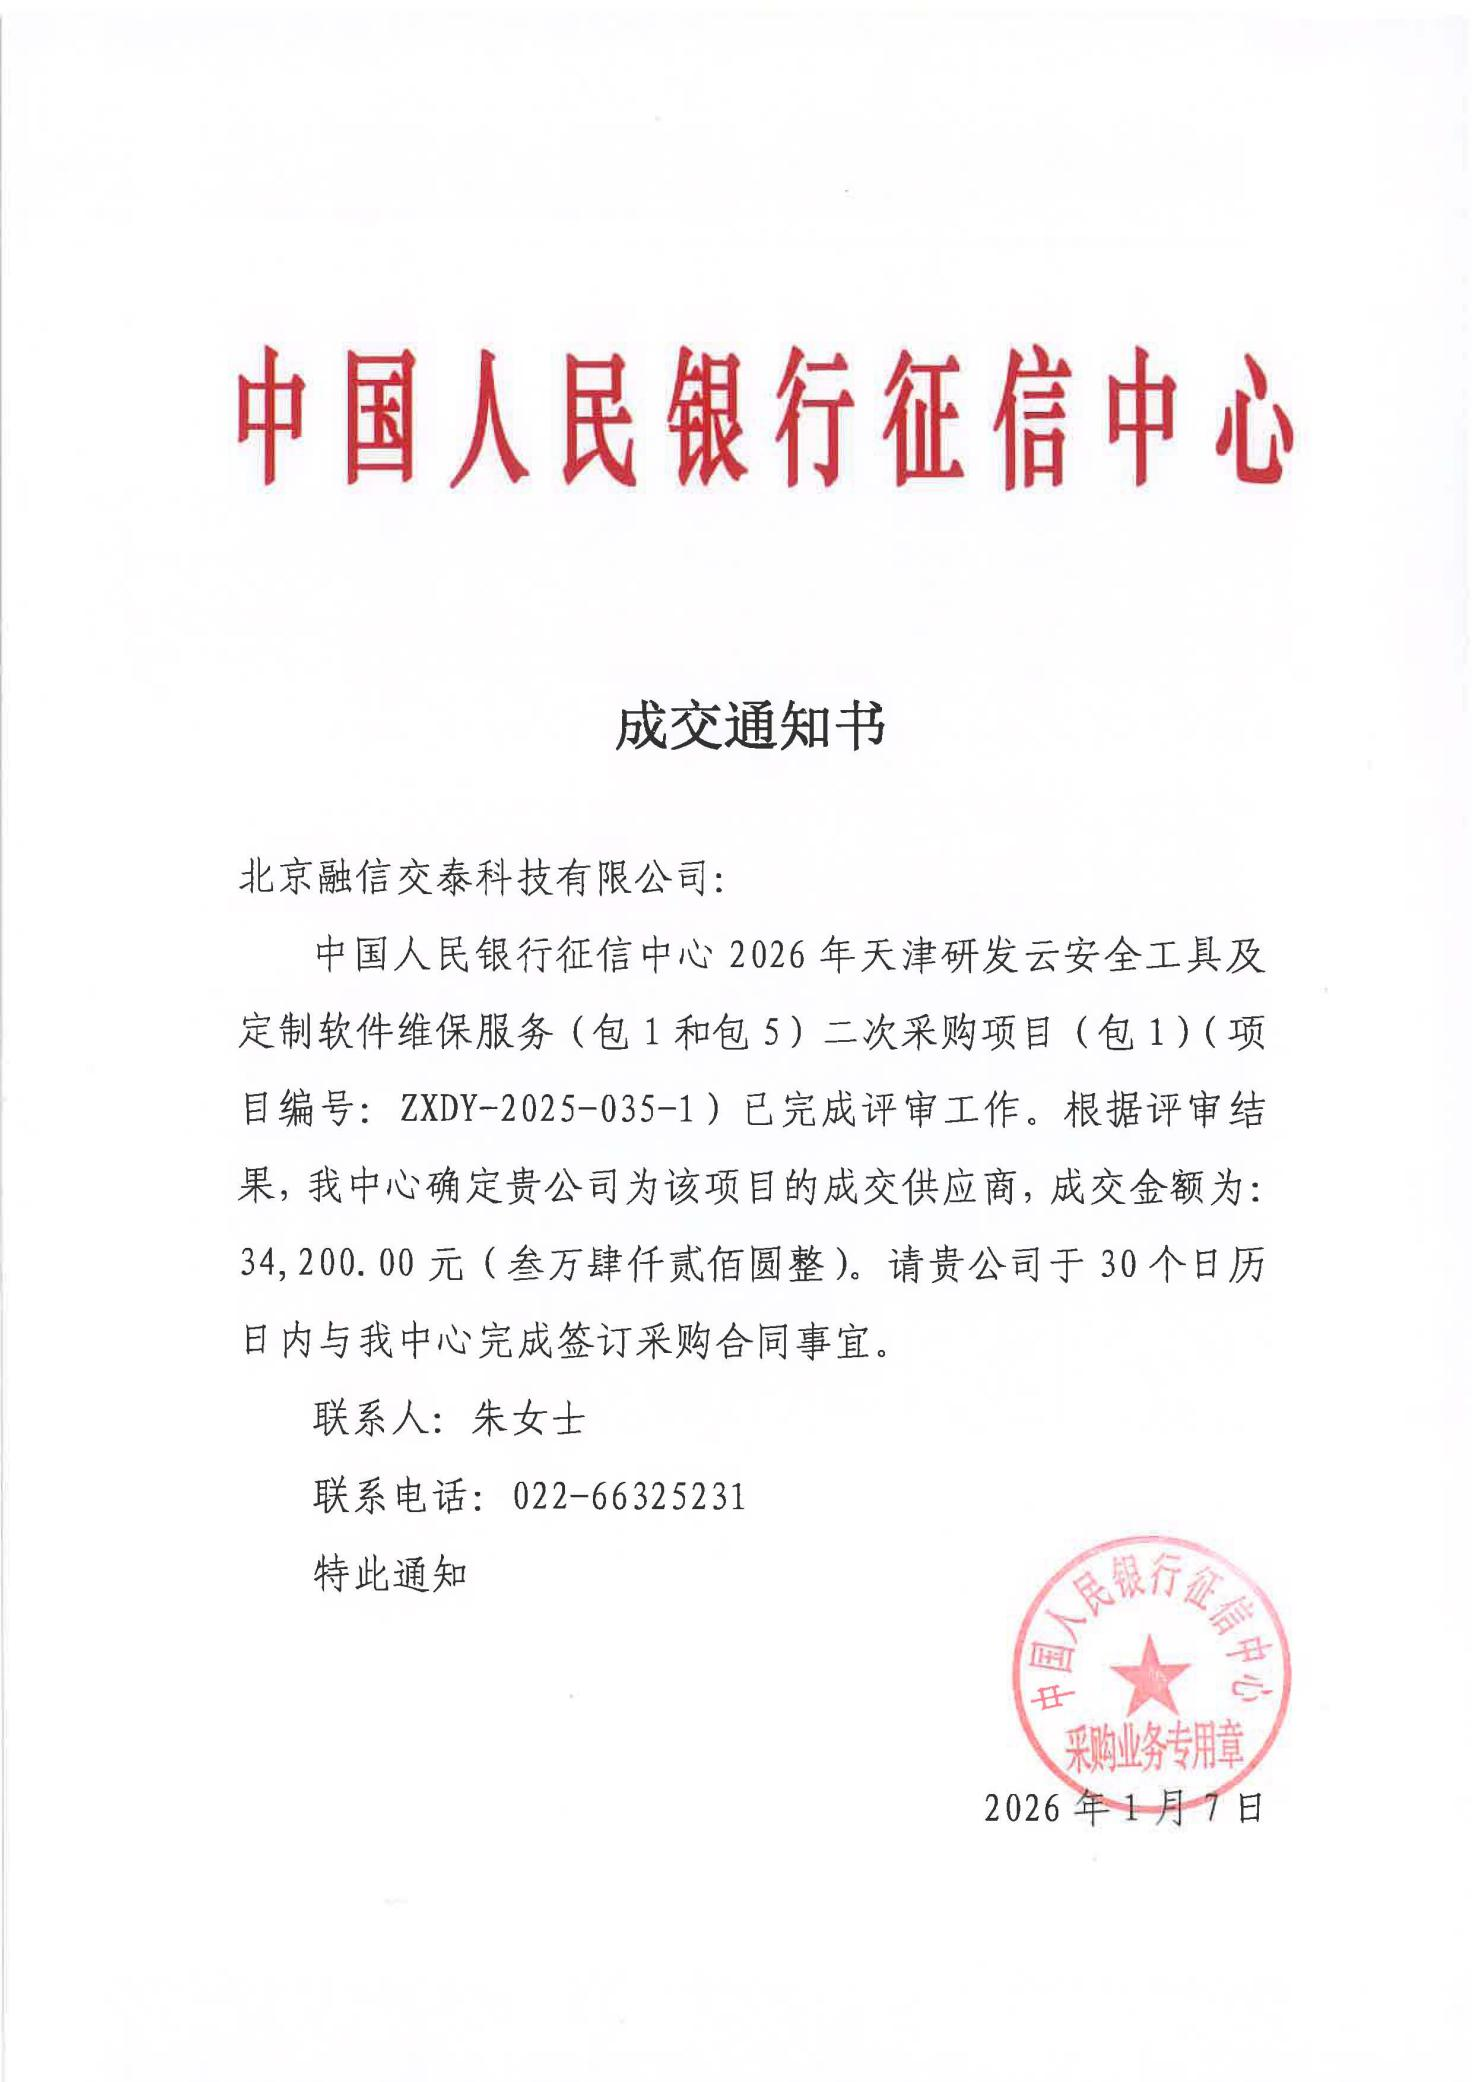 中国人民银行征信中心
成交通知书
北京融信交泰科技有限公司：
中国人民银行征信中心 2026 年天津研发云安全工具及
定制软件维保服务（包 1 和包 5）二次采购项目（包 1）（项
目编号：ZXDY-2025-035-1）已完成评审工作。根据评审结
果，我中心确定贵公司为该项目的成交供应商，成交金额为：
34,200.00 元（叁万肆仟贰佰圆整）。请贵公司于 30 个日历
日内与我中心完成签订采购合同事宜。
联系人：朱女士
联系电话：022-66325231
特此通知
中国人民银行征信中心
采购业务专用章
2026 年 1 月 7 日